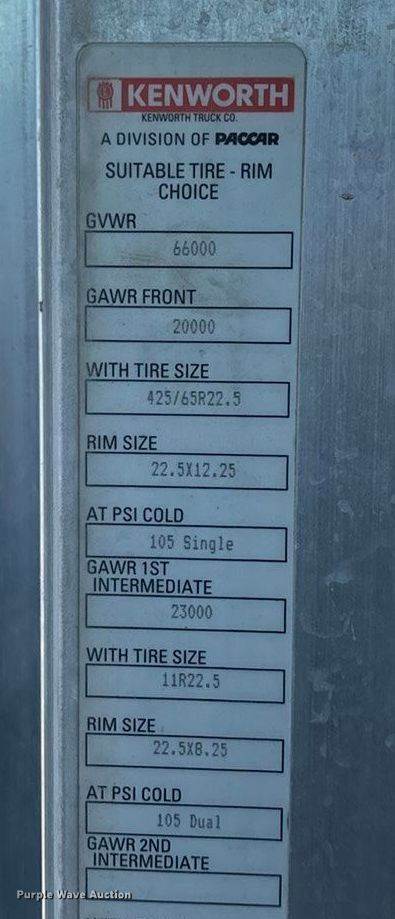 KENWORTH
KENWORTH TRUCK CO.
A DIVISION OF PACCAR
SUITABLE TIRE - RIM
CHOICE
GVWR
66000
GAWR FRONT
20000
WITH TIRE SIZE
425/65R22.5
RIM SIZE
22.5X12.25
AT PSI COLD
105 Single
GAWR 1ST
INTERMEDIATE
23000
WITH TIRE SIZE
11R22.5
RIM SIZE
22.5X8.25
AT PSI COLD
105 Dual
GAWR 2ND
INTERMEDIATE
Purple Wave Auction